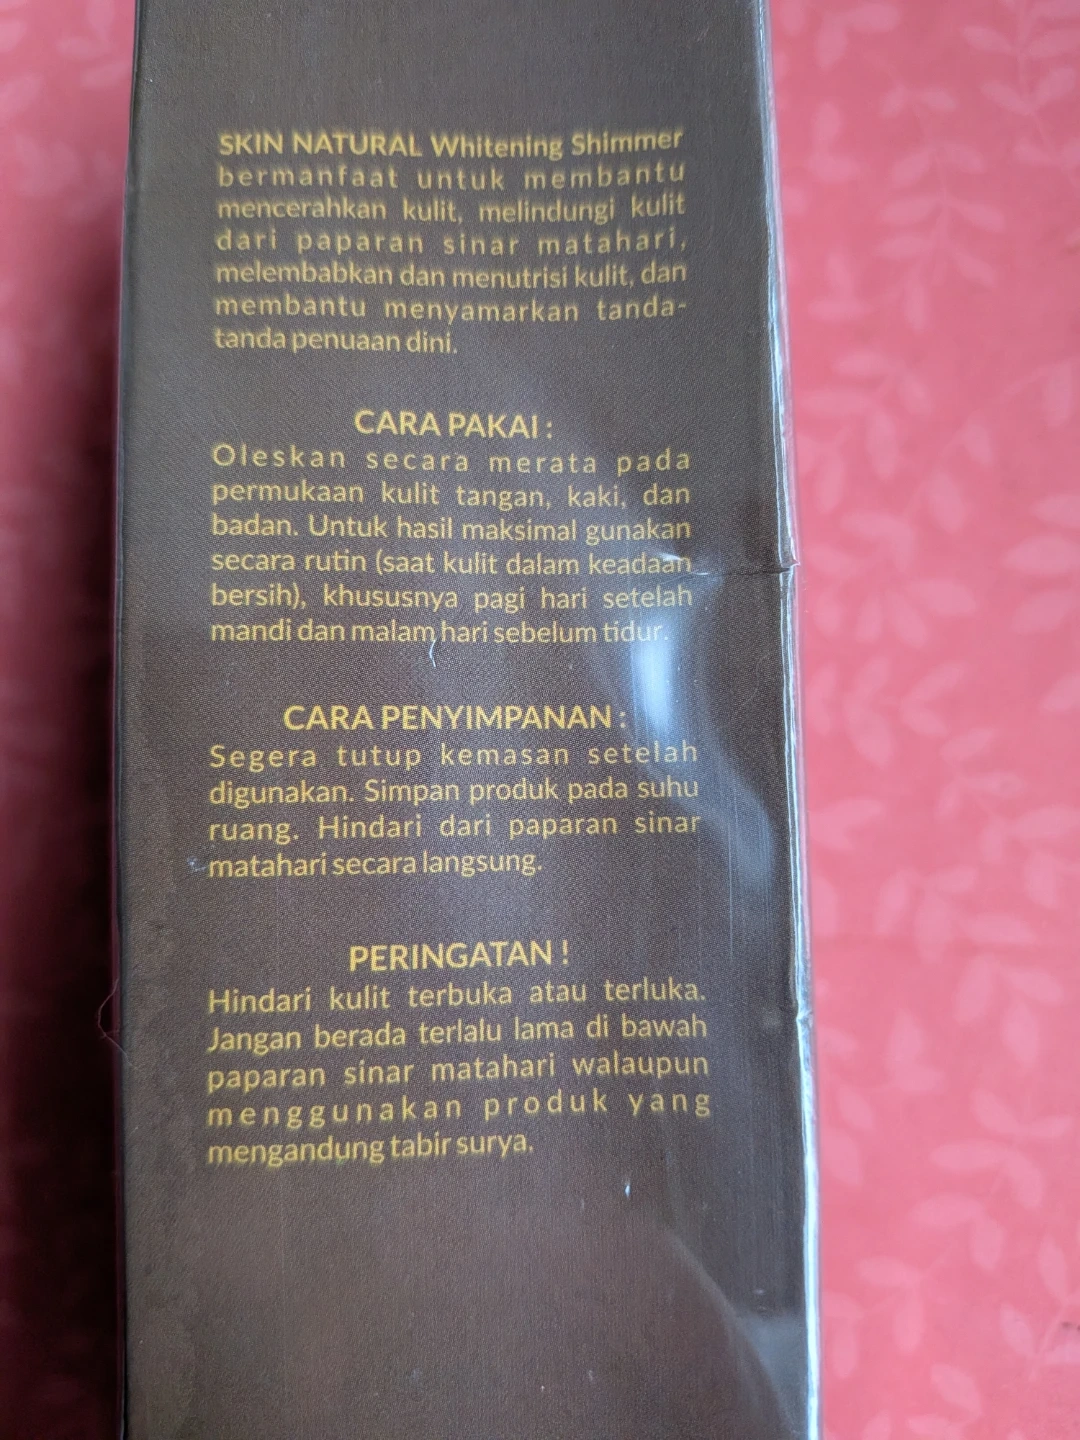 SKIN NATURAL Whitening Shimmer
bermanfaat untuk membantu
mencerahkan kulit, melindungi kulit
dari paparan sinar matahari,
melembabkan dan menutrisi kulit, dan
membantu menyamarkan tanda-
tanda penuaan dini.
CARA PAKAI :
Oleskan secara merata pada
permukaan kulit tangan, kaki, dan
badan. Untuk hasil maksimal gunakan
secara rutin (saat kulit dalam keadaan
bersih), khususnya pagi hari setelah
mandi dan malam hari sebelum tidur.
CARA PENYIMPANAN :
Segera tutup kemasan setelah
digunakan. Simpan produk pada suhu
ruang. Hindari dari paparan sinar
matahari secara langsung.
PERINGATAN !
Hindari kulit terbuka atau terluka.
Jangan berada terlalu lama di bawah
paparan sinar matahari walaupun
menggunakan produk yang
mengandung tabir surya.